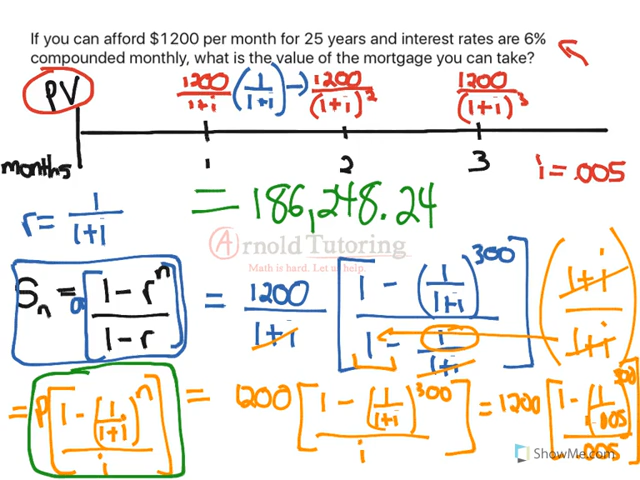 If you can afford $1200 per month for 25 years and interest rates are 6%
compounded monthly, what is the value of the mortgage you can take?
PV 1200/(1+i) (1/(1+i)) → 1200/(1+i)² 1200/(1+i)³
months 1 2 3 i = .005
= 186,248.24
r = 1/(1+i)
Arnold Tutoring
Math is hard. Let us help.
Sn = a[(1-r^n)/(1-r)] = 1200/(1+i) [(1-(1/(1+i))^300)/(1-1/(1+i))] ((1+i)/(1+i))
= P[(1-(1/(1+i))^n)/i] = 1200[(1-(1/(1+i))^300)/i] = 1200[(1-(1/1.005)^300)/.005]
ShowMe.com